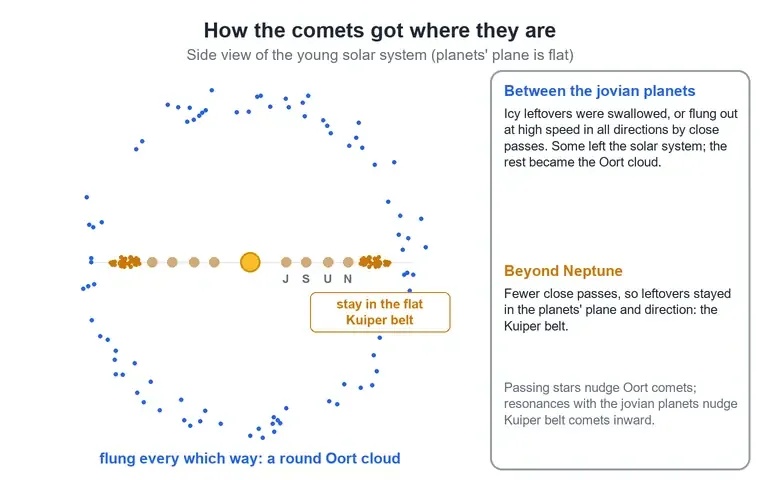 How the comets got where they are
Side view of the young solar system (planets' plane is flat)
Between the jovian planets
Icy leftovers were swallowed, or flung out
at high speed in all directions by close
passes. Some left the solar system; the
rest became the Oort cloud.
J S U N
stay in the flat
Kuiper belt
Beyond Neptune
Fewer close passes, so leftovers stayed
in the planets' plane and direction: the
Kuiper belt.
Passing stars nudge Oort comets;
resonances with the jovian planets nudge
Kuiper belt comets inward.
flung every which way: a round Oort cloud